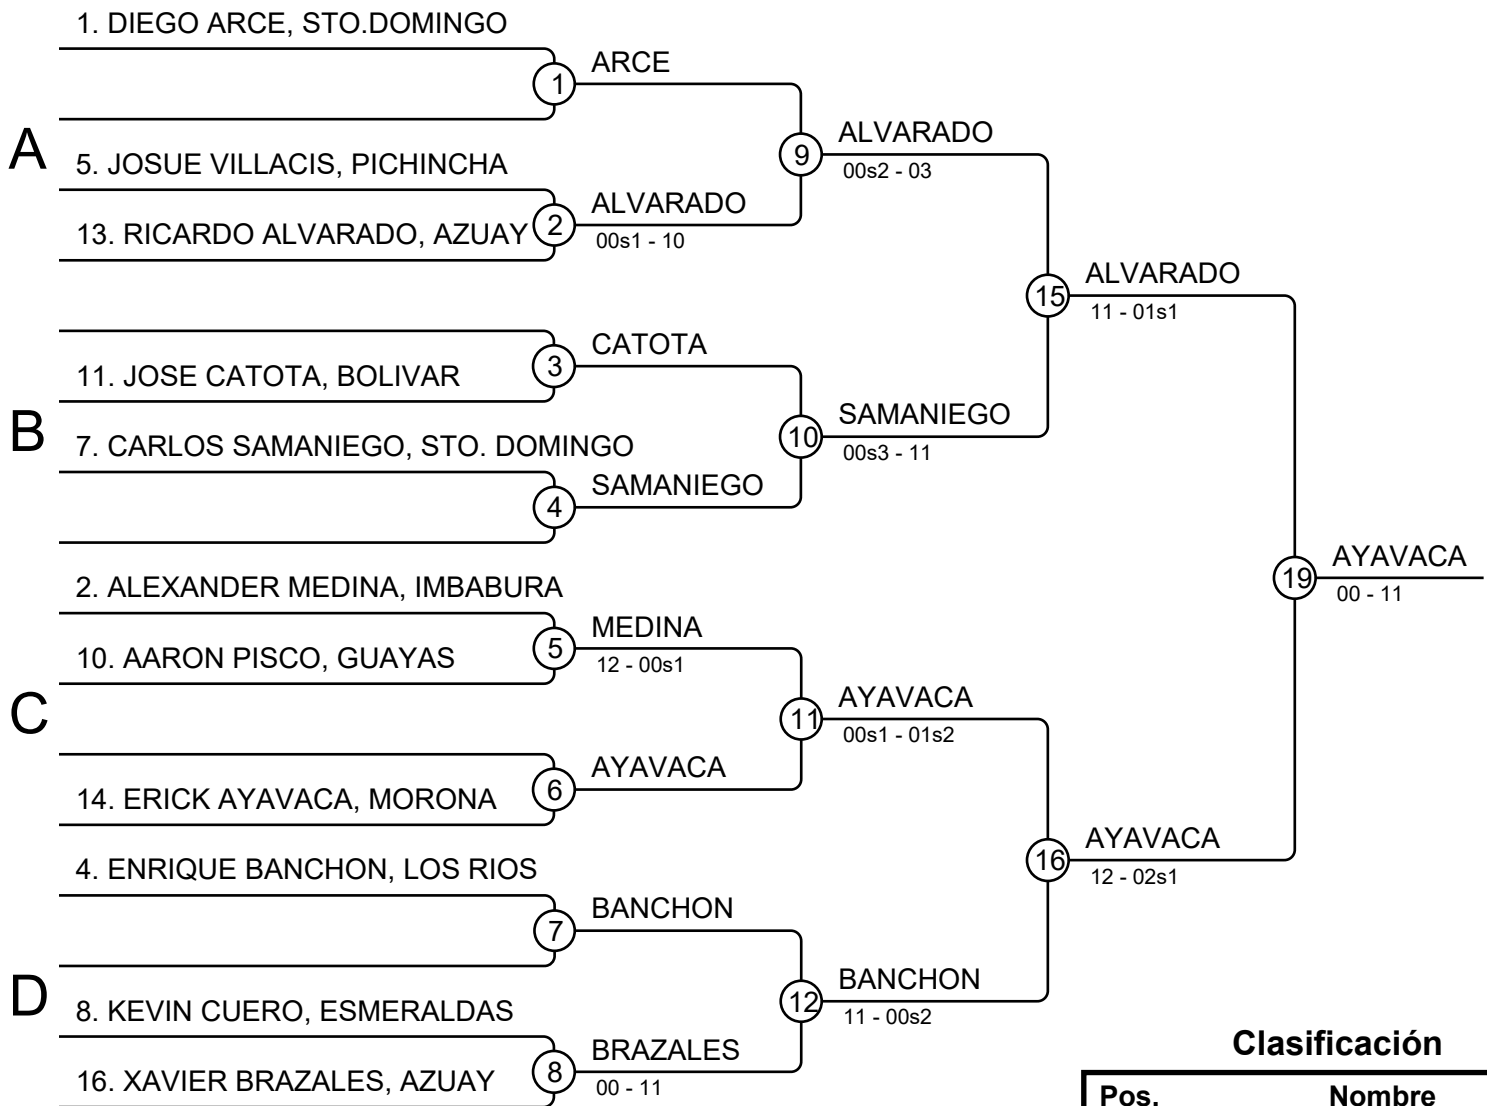 1. DIEGO ARCE, STO.DOMINGO
1
ARCE
A
5. JOSUE VILLACIS, PICHINCHA
13. RICARDO ALVARADO, AZUAY
2
ALVARADO
00s1 - 10
9
ALVARADO
00s2 - 03
B
3
CATOTA
11. JOSE CATOTA, BOLIVAR
7. CARLOS SAMANIEGO, STO. DOMINGO
4
SAMANIEGO
10
SAMANIEGO
00s3 - 11
15
ALVARADO
11 - 01s1
C
2. ALEXANDER MEDINA, IMBABURA
10. AARON PISCO, GUAYAS
5
MEDINA
12 - 00s1
14. ERICK AYAVACA, MORONA
6
AYAVACA
11
AYAVACA
00s1 - 01s2
D
4. ENRIQUE BANCHON, LOS RIOS
7
BANCHON
8. KEVIN CUERO, ESMERALDAS
16. XAVIER BRAZALES, AZUAY
8
BRAZALES
00 - 11
12
BANCHON
11 - 00s2
16
AYAVACA
12 - 02s1
19
AYAVACA
00 - 11
Clasificación
Pos. Nombre